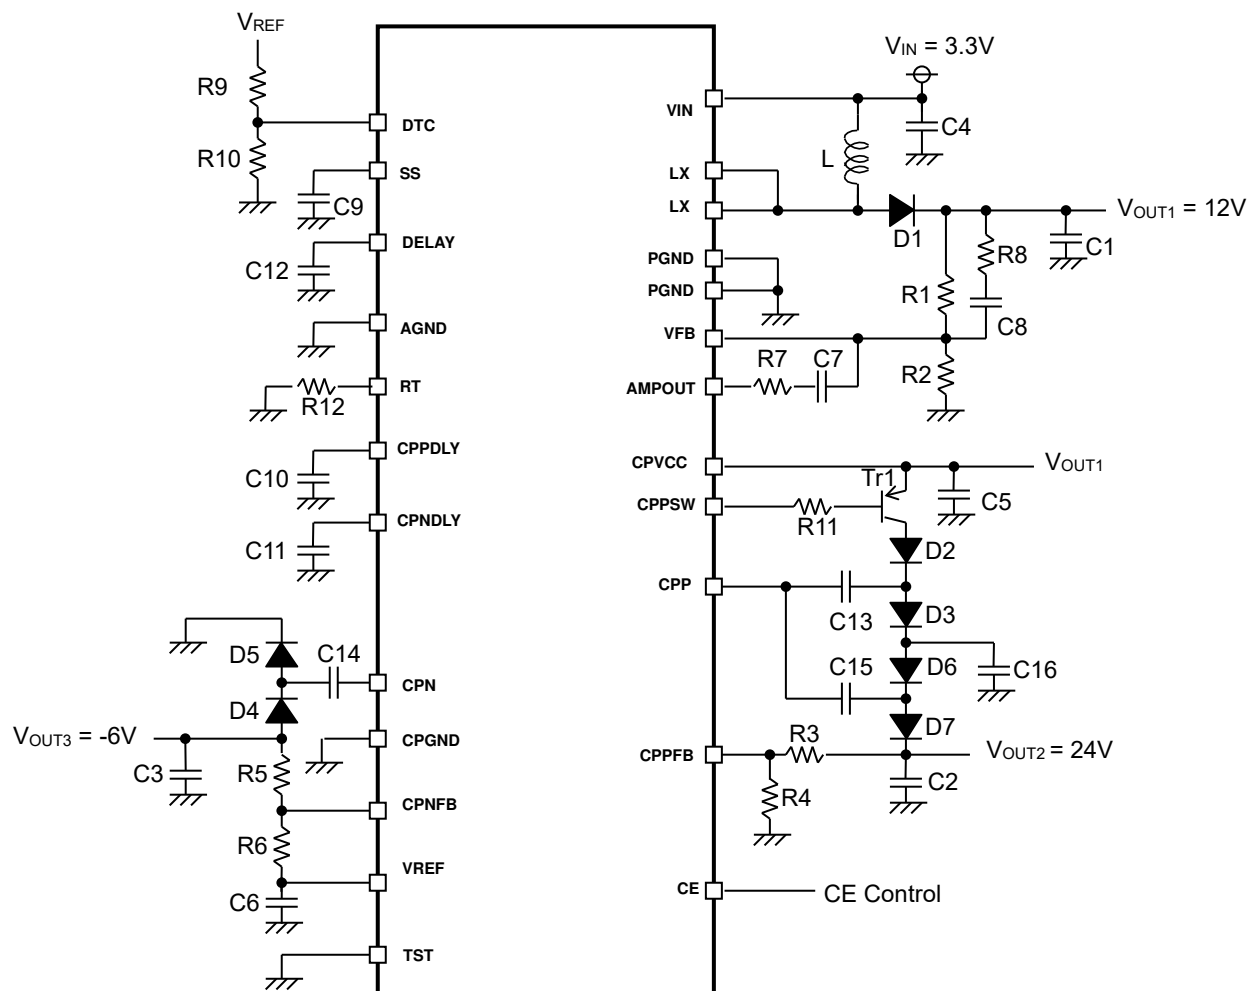 VREF
R9
R10
DTC
SS
C9
DELAY
C12
AGND
RT
R12
CPPDLY
C10
CPNDLY
C11
D5
C14
CPN
D4
VOUT3 = -6V
CPGND
C3
R5
CPNFB
R6
VREF
C6
TST
VIN = 3.3V
VIN
C4
L
LX
LX
D1
VOUT1 = 12V
C1
R8
PGND
PGND
R1
C8
VFB
R7
C7
R2
AMPOUT
CPVCC
VOUT1
Tr1
C5
CPPSW
R11
D2
CPP
C13
D3
C15
D6
C16
D7
R3
CPPFB
VOUT2 = 24V
C2
R4
CE
CE Control